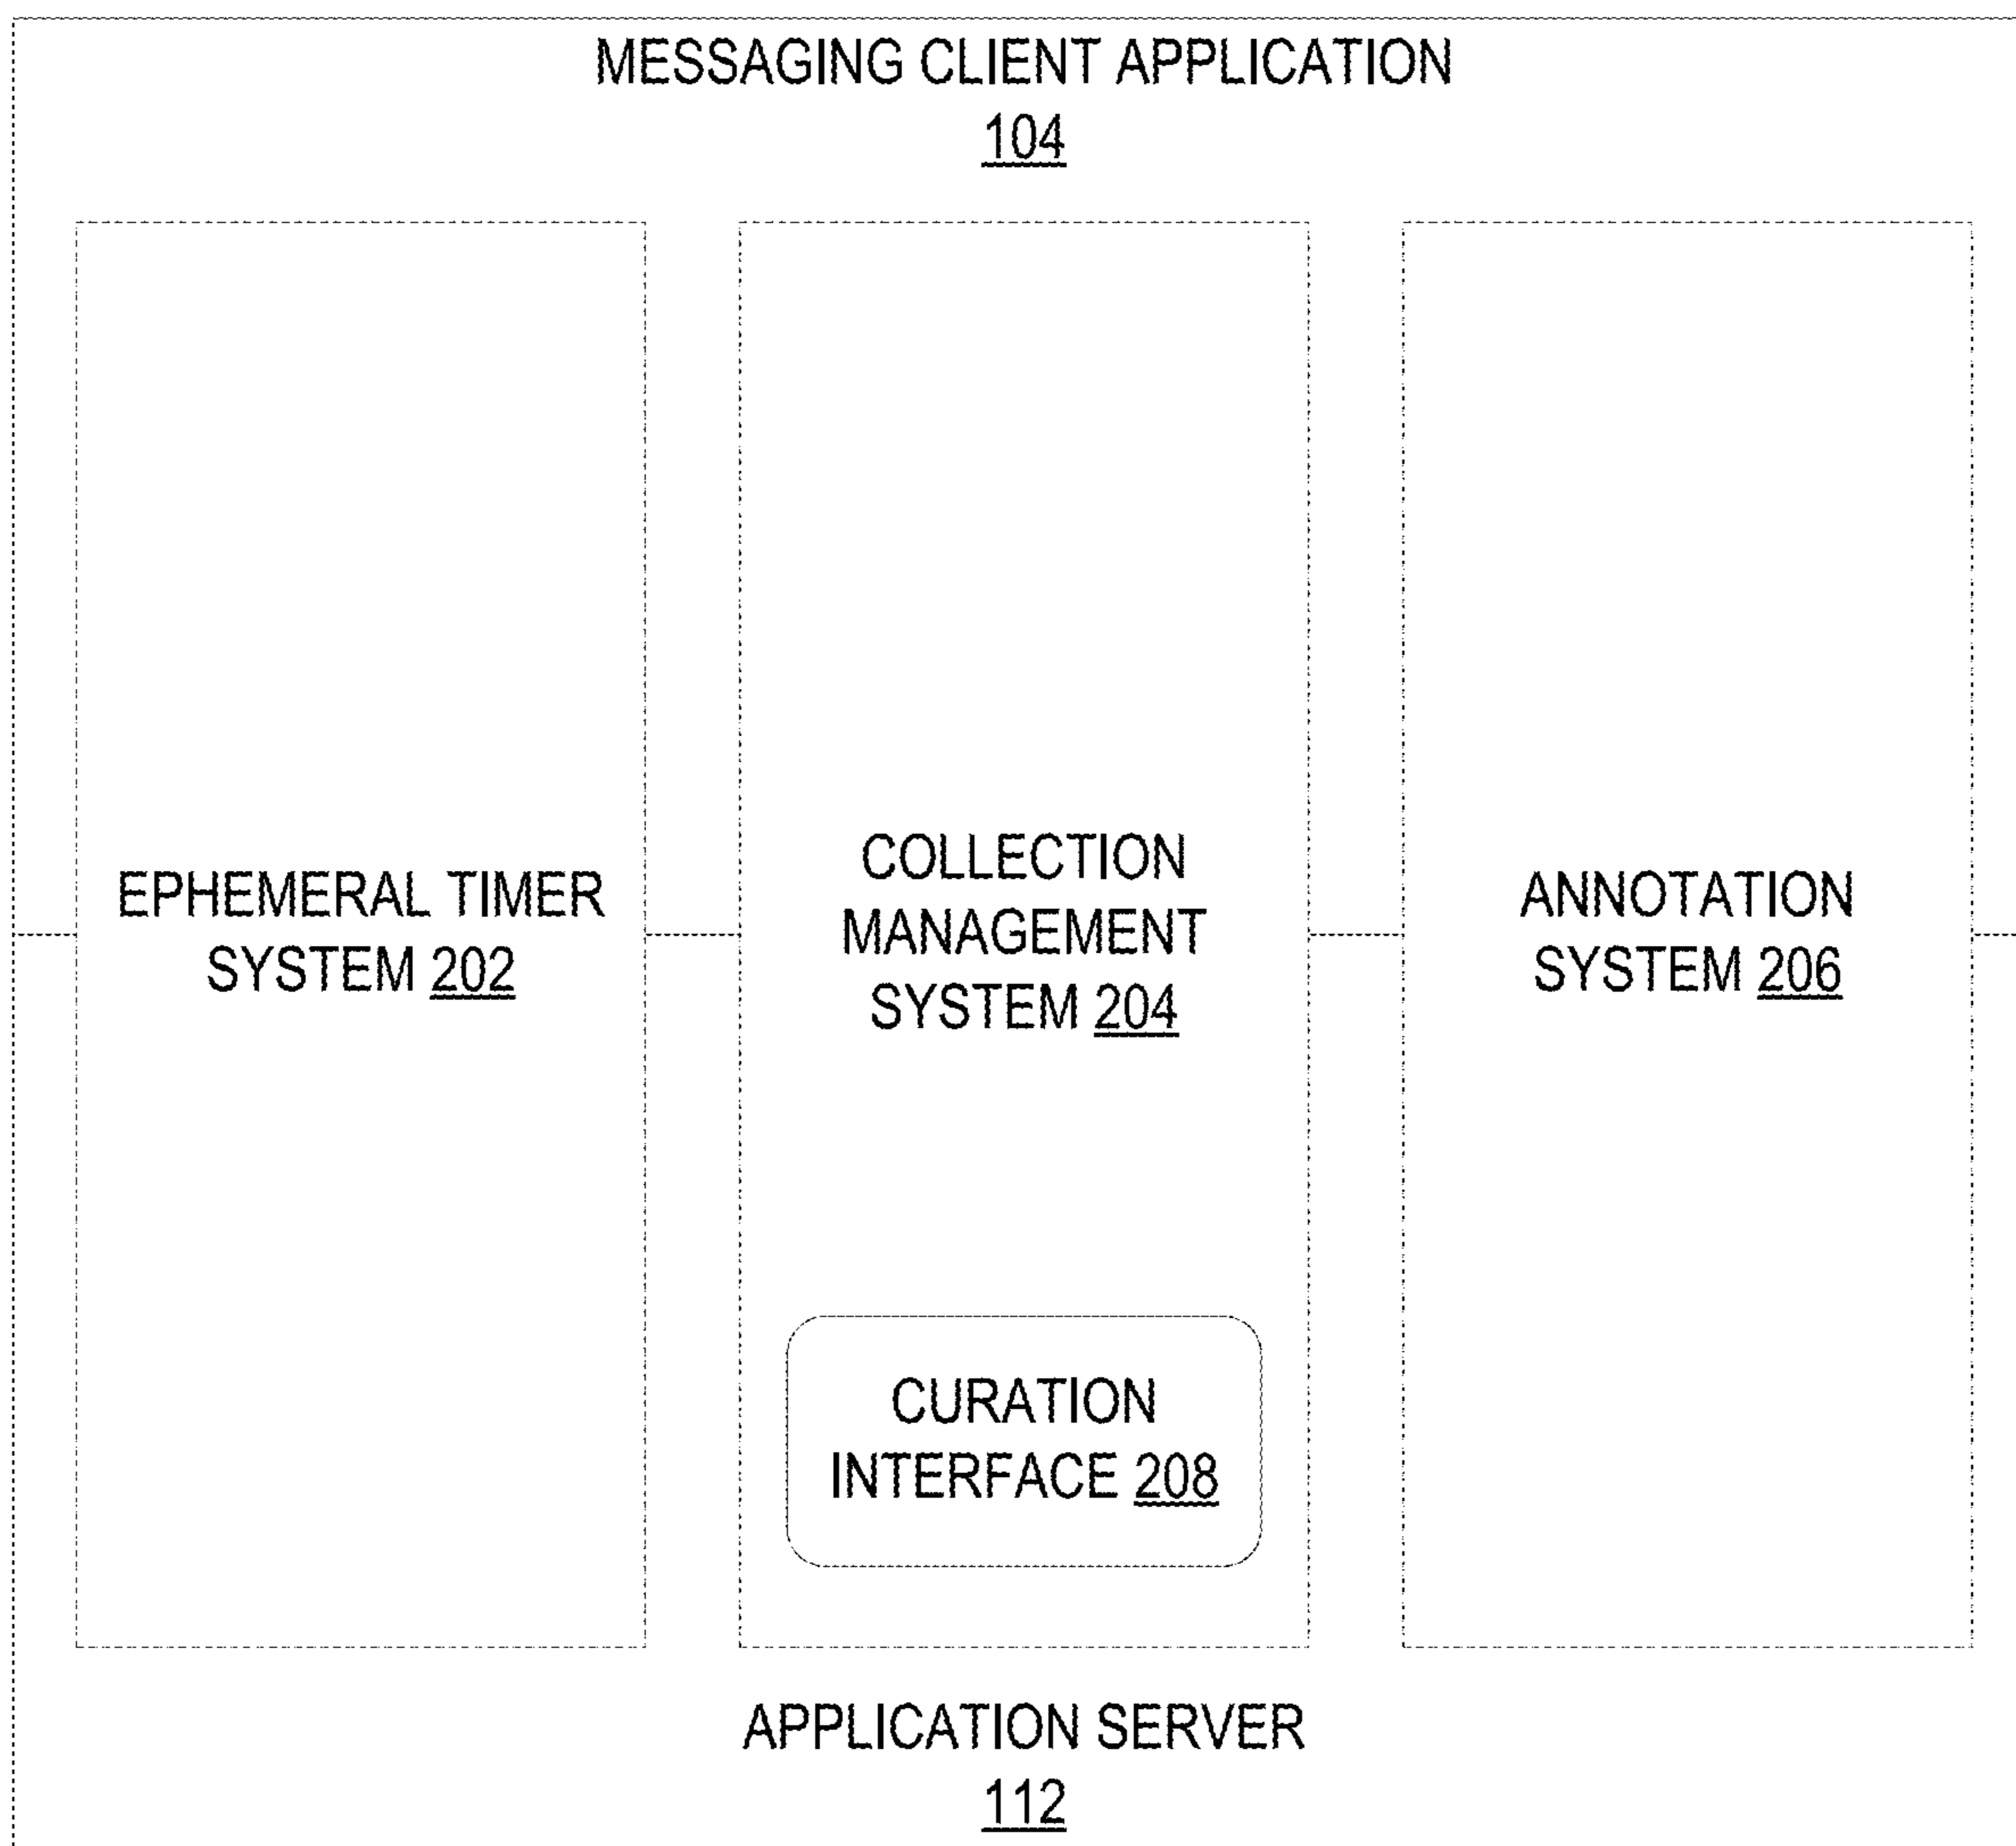 MESSAGING CLIENT APPLICATION
104
EPHEMERAL TIMER
SYSTEM 202
COLLECTION
MANAGEMENT
SYSTEM 204
CURATION
INTERFACE 208
ANNOTATION
SYSTEM 206
APPLICATION SERVER
112